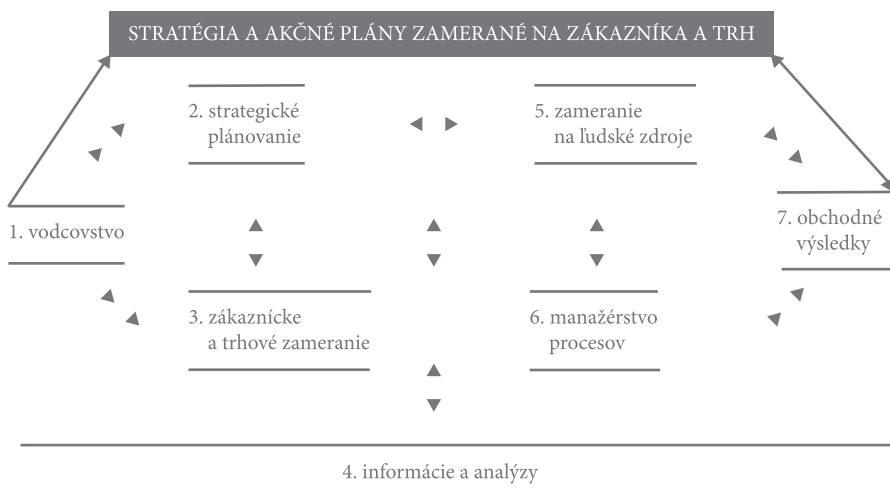 STRATÉGIA A AKČNÉ PLÁNY ZAMERANÉ NA ZÁKAZNÍKA A TRH
2. strategické
plánovanie
5. zameranie
na ľudské zdroje
1. vodcovstvo
7. obchodné
výsledky
3. zákaznícke
a trhové zameranie
6. manažérstvo
procesov
4. informácie a analýzy